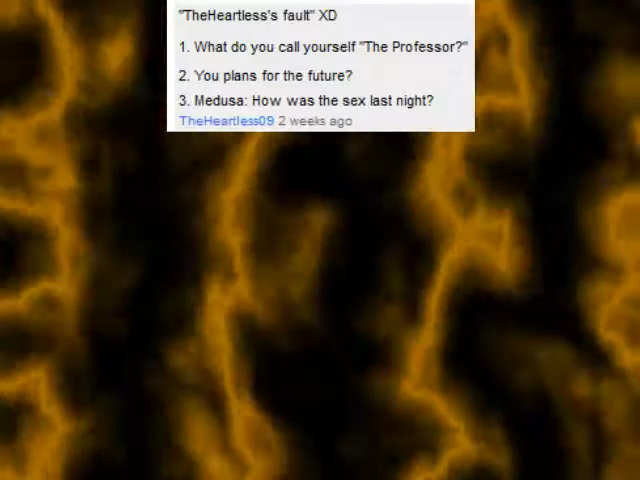 "TheHeartless's fault" XD
1. What do you call yourself "The Professor?"
2. You plans for the future?
3. Medusa: How was the sex last night?
TheHeartless09 2 weeks ago